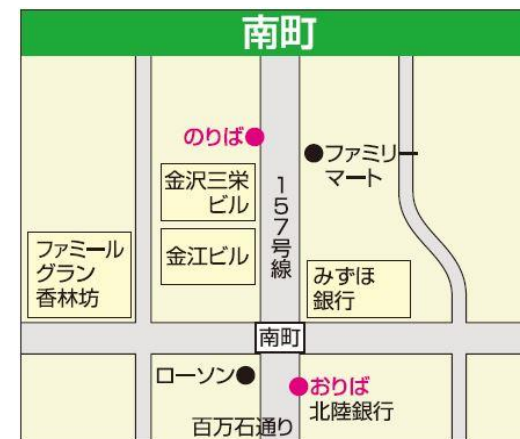 南町
のりば
ファミリー
マート
金沢三栄
ビル
157号線
ファミール
グラン
香林坊
金江ビル
みずほ
銀行
南町
ローソン
おりば
北陸銀行
百万石通り